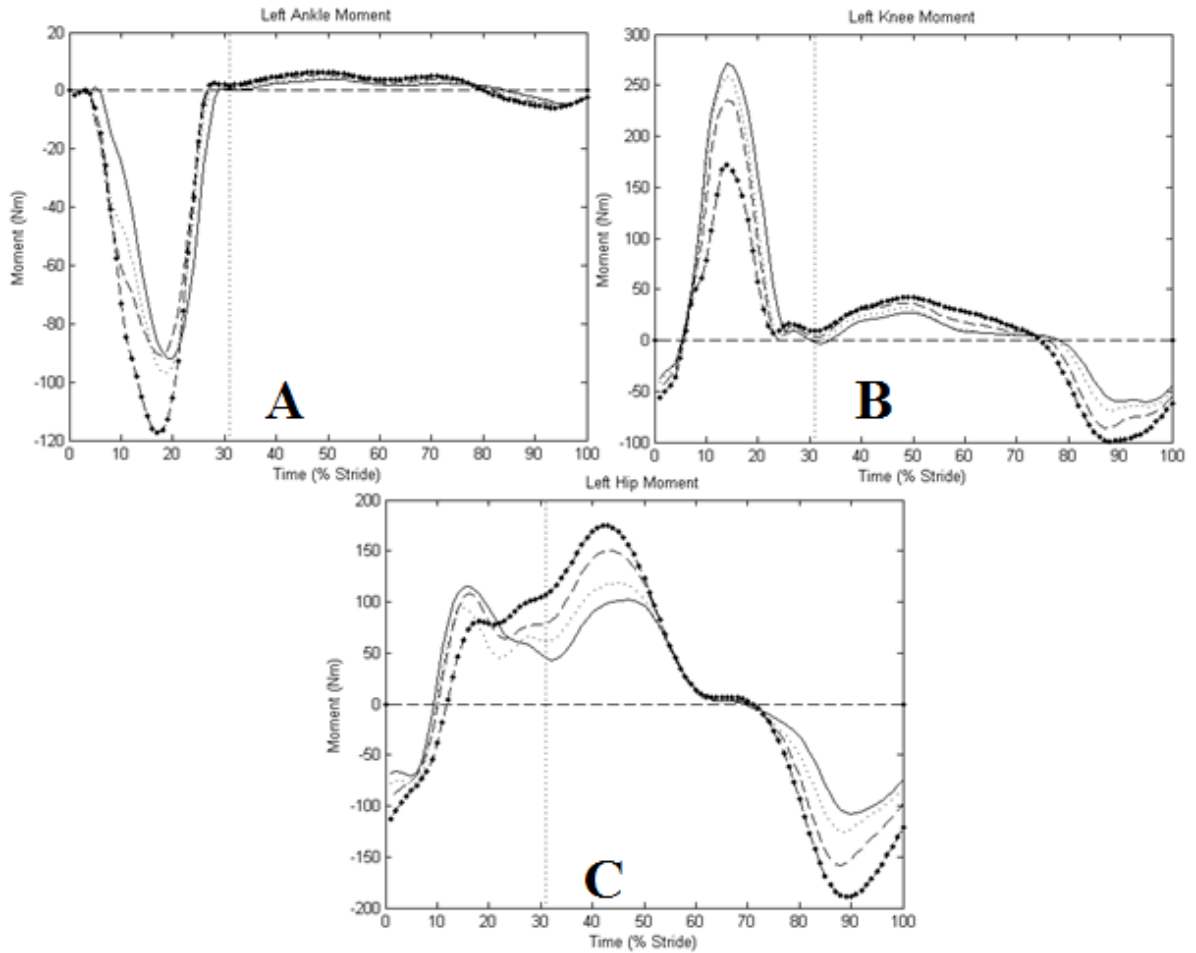 Left Ankle Moment
20
0
-20
-40
-60
-80
-100
-120
Moment (Nm)
0 10 20 30 40 50 60 70 80 90 100
Time (% Stride)
A
Left Knee Moment
300
250
200
150
100
50
0
-50
-100
Moment (Nm)
0 10 20 30 40 50 60 70 80 90 100
Time (% Stride)
B
Left Hip Moment
200
150
100
50
0
-50
-100
-150
-200
Moment (Nm)
0 10 20 30 40 50 60 70 80 90 100
Time (% Stride)
C